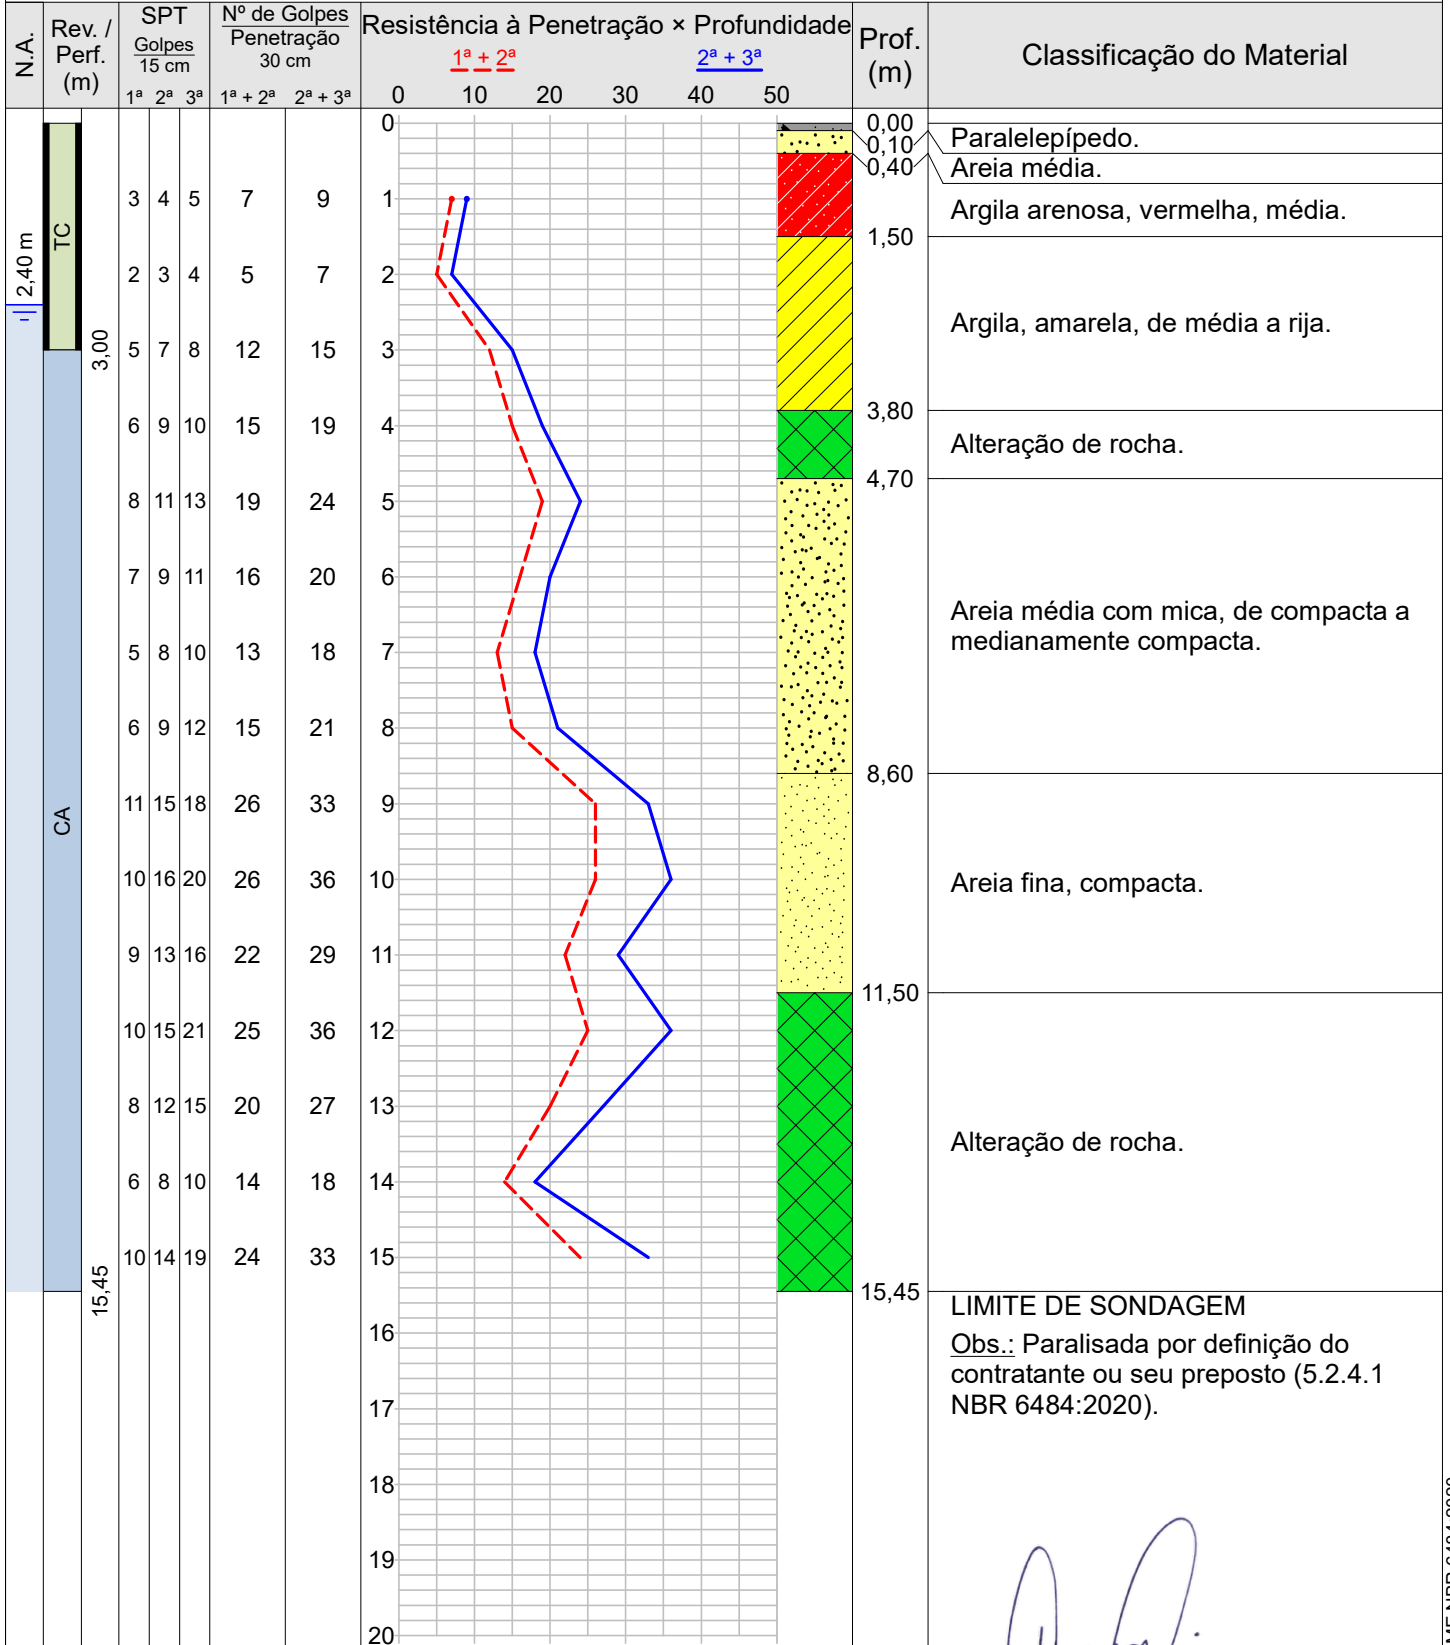 N.A.
Rev. /
Perf.
(m)
SPT
Golpes
15 cm
1ª 2ª 3ª
Nº de Golpes
Penetração
30 cm
1ª + 2ª 2ª + 3ª
Resistência à Penetração × Profundidade
1ª + 2ª 2ª + 3ª
0 10 20 30 40 50
Prof.
(m)
Classificação do Material
0 0,00
0,10 Paralelepípedo.
0,40 Areia média.
3 4 5 7 9 1
Argila arenosa, vermelha, média.
TC
1,50
2,40 m
2 3 4 5 7 2
Argila, amarela, de média a rija.
3,00
5 7 8 12 15 3
3,80
6 9 10 15 19 4
Alteração de rocha.
4,70
8 11 13 19 24 5
7 9 11 16 20 6
Areia média com mica, de compacta a
medianamente compacta.
5 8 10 13 18 7
6 9 12 15 21 8
8,60
11 15 18 26 33 9
CA
10 16 20 26 36 10
Areia fina, compacta.
9 13 16 22 29 11
11,50
10 15 21 25 36 12
8 12 15 20 27 13
Alteração de rocha.
6 8 10 14 18 14
10 14 19 24 33 15
15,45
15,45
LIMITE DE SONDAGEM
16
Obs.: Paralisada por definição do
contratante ou seu preposto (5.2.4.1
NBR 6484:2020).
17
18
19
20